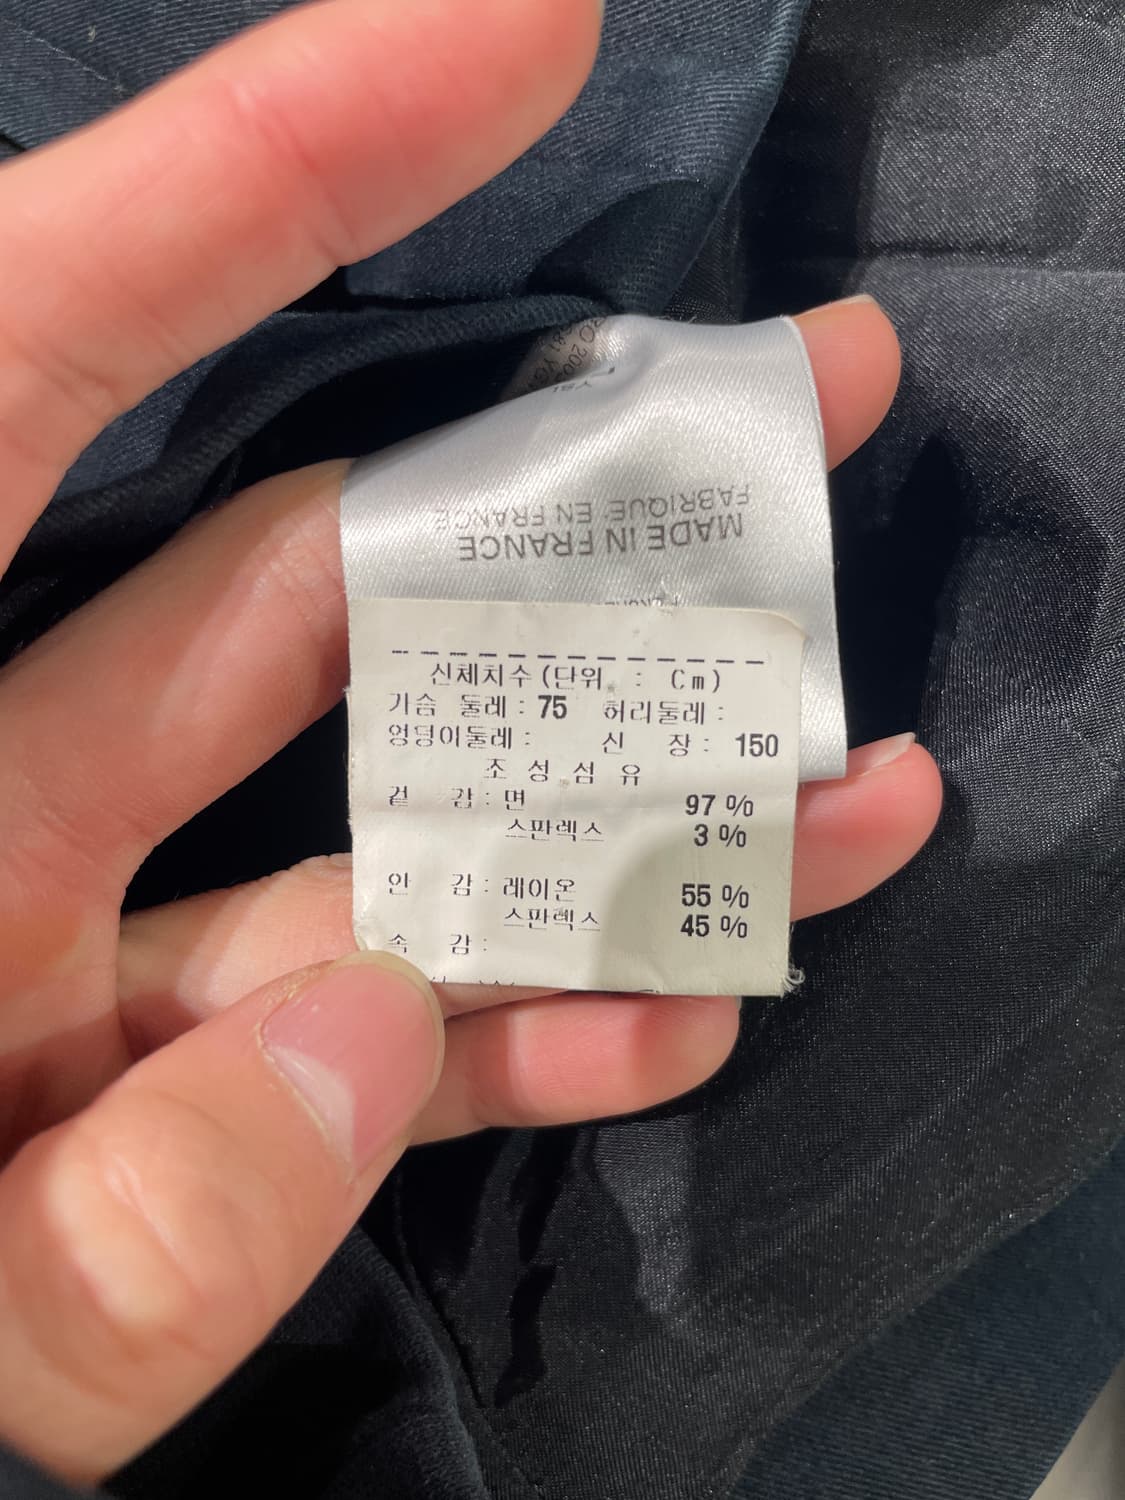 FABRIQUE EN FRANCE
MADE IN FRANCE
신체치수(단위 : Cm)
가슴 둘레: 75 허리둘레:
엉덩이둘레: 신 장: 150
조 성 섬 유
겉 감: 면 97 %
스판렉스 3 %
안 감: 레이온 55 %
스판렉스 45 %
속 감: